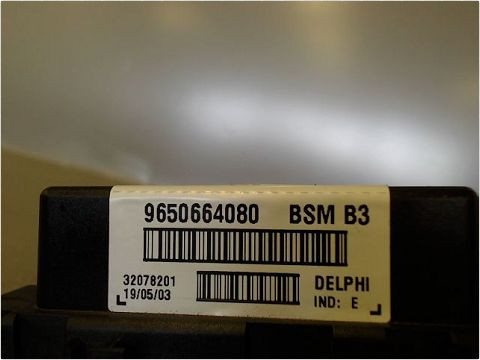 9650664080 BSM B3
32078201 DELPHI
19/05/03 IND: E